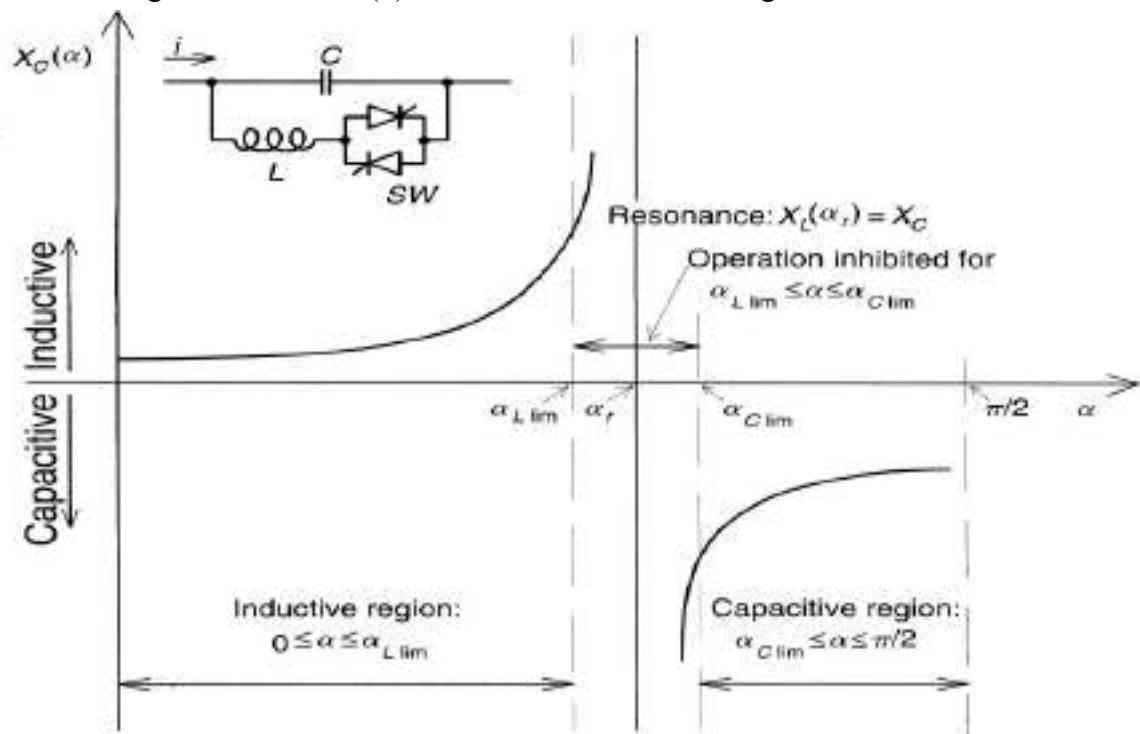 X_C(α)
i
C
L
SW
Inductive
Capacitive
Resonance: X_L(α_r) = X_C
Operation inhibited for
α_L lim ≤ α ≤ α_C lim
α_L lim α_r α_C lim π/2 α
Inductive region:
0 ≤ α ≤ α_L lim
Capacitive region:
α_C lim ≤ α ≤ π/2